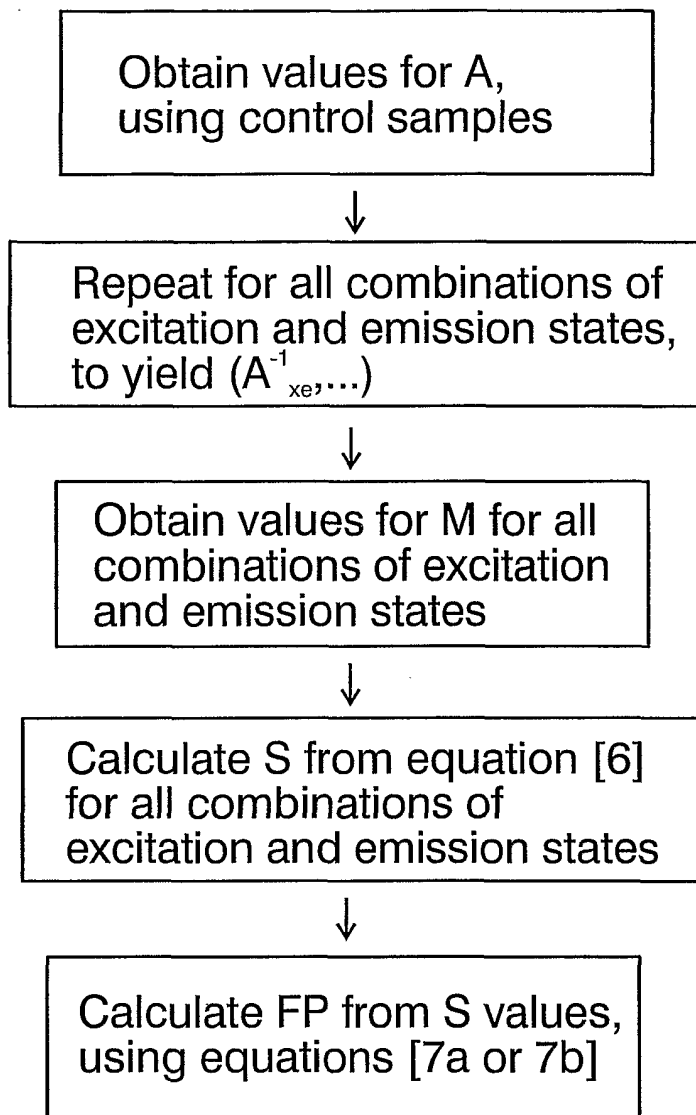 Obtain values for A,
using control samples
Repeat for all combinations of
excitation and emission states,
to yield (A⁻¹ₓₑ,...)
Obtain values for M for all
combinations of excitation
and emission states
Calculate S from equation [6]
for all combinations of
excitation and emission states
Calculate FP from S values,
using equations [7a or 7b]